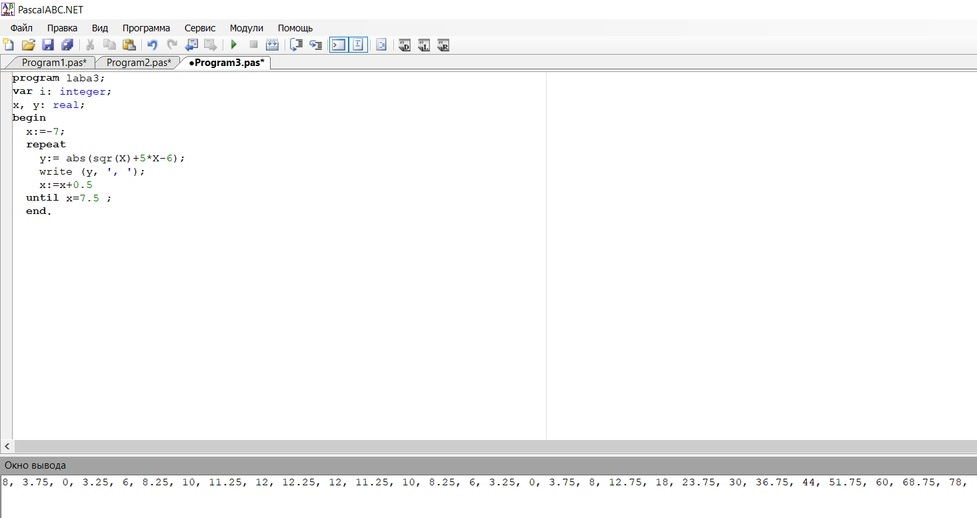 PascalABC.NET
Файл Правка Вид Программа Сервис Модули Помощь
Program1.pas* Program2.pas* •Program3.pas*
program laba3;
var i: integer;
x, y: real;
begin
x:=-7;
repeat
y:= abs(sqr(X)+5*X-6);
write (y, ', ');
x:=x+0.5
until x=7.5 ;
end.
Окно вывода
8, 3.75, 0, 3.25, 6, 8.25, 10, 11.25, 12, 12.25, 12, 11.25, 10, 8.25, 6, 3.25, 0, 3.75, 8, 12.75, 18, 23.75, 30, 36.75, 44, 51.75, 60, 68.75, 78,